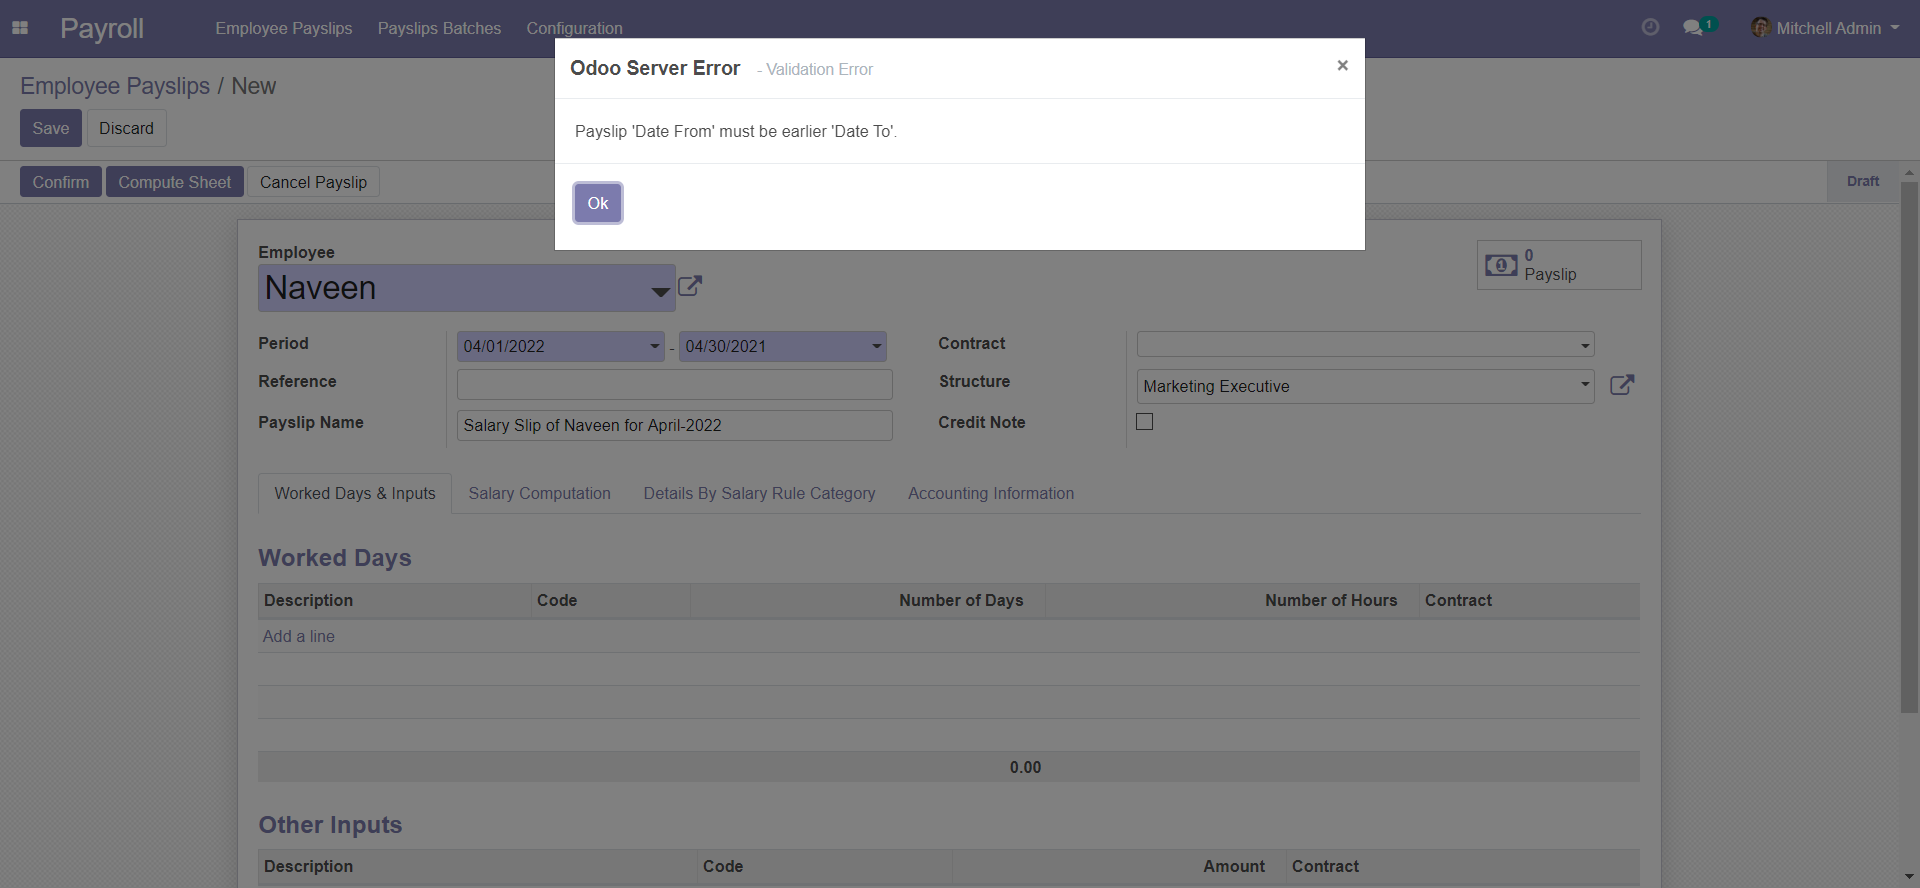 Payroll Employee Payslips Payslips Batches Configuration 1 Mitchell Admin
Odoo Server Error - Validation Error ×
Payslip 'Date From' must be earlier 'Date To'.
Ok
Employee Payslips / New
Save Discard
Confirm Compute Sheet Cancel Payslip Draft
Employee
Naveen
0
Payslip
Period 04/01/2022 - 04/30/2021 Contract
Reference Structure Marketing Executive
Payslip Name Salary Slip of Naveen for April-2022 Credit Note
Worked Days & Inputs Salary Computation Details By Salary Rule Category Accounting Information
Worked Days
Description Code Number of Days Number of Hours Contract
Add a line
0.00
Other Inputs
Description Code Amount Contract